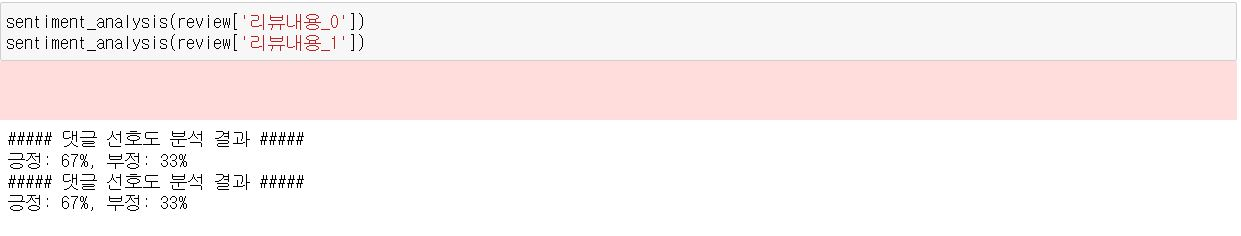 sentiment_analysis(review['리뷰내용_0'])
sentiment_analysis(review['리뷰내용_1'])
##### 댓글 선호도 분석 결과 #####
긍정: 67%, 부정: 33%
##### 댓글 선호도 분석 결과 #####
긍정: 67%, 부정: 33%